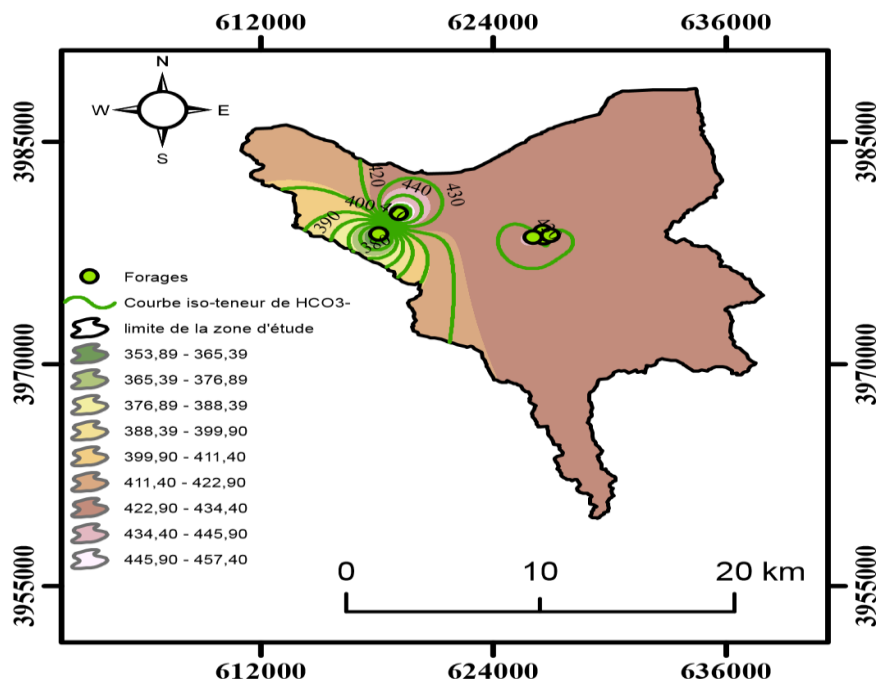 612000 624000 636000
N
W E
S
3985000 3985000
420 440 430
400
390
380
Forages
Courbe iso-teneur de HCO3-
limite de la zone d'étude
353,89 - 365,39
3970000 3970000
365,39 - 376,89
376,89 - 388,39
388,39 - 399,90
399,90 - 411,40
411,40 - 422,90
422,90 - 434,40
434,40 - 445,90
445,90 - 457,40
0 10 20 km
3955000 3955000
612000 624000 636000